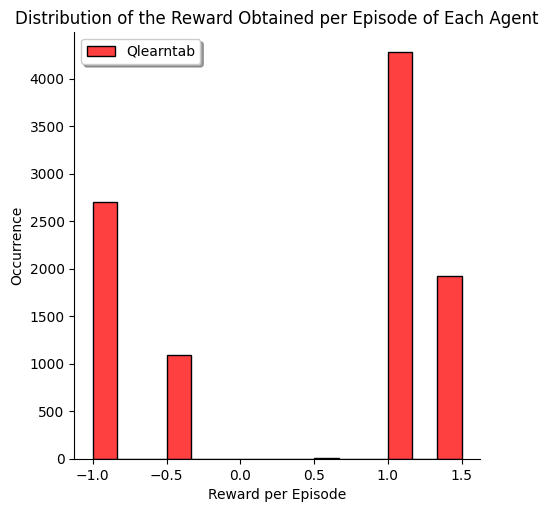 Distribution of the Reward Obtained per Episode of Each Agent
Qlearntab
4000
3500
3000
2500
2000
1500
1000
500
0
Occurrence
−1.0 −0.5 0.0 0.5 1.0 1.5
Reward per Episode